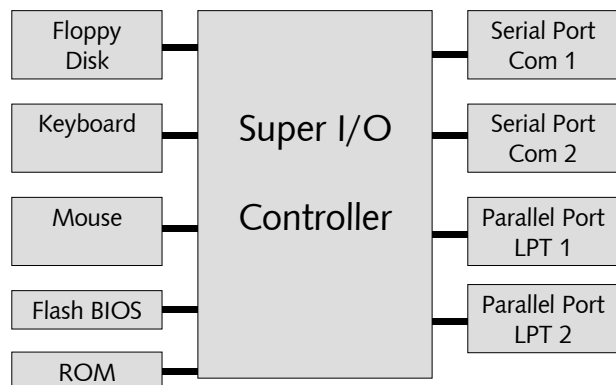 Floppy
Disk
Keyboard
Mouse
Flash BIOS
ROM
Super I/O
Controller
Serial Port
Com 1
Serial Port
Com 2
Parallel Port
LPT 1
Parallel Port
LPT 2